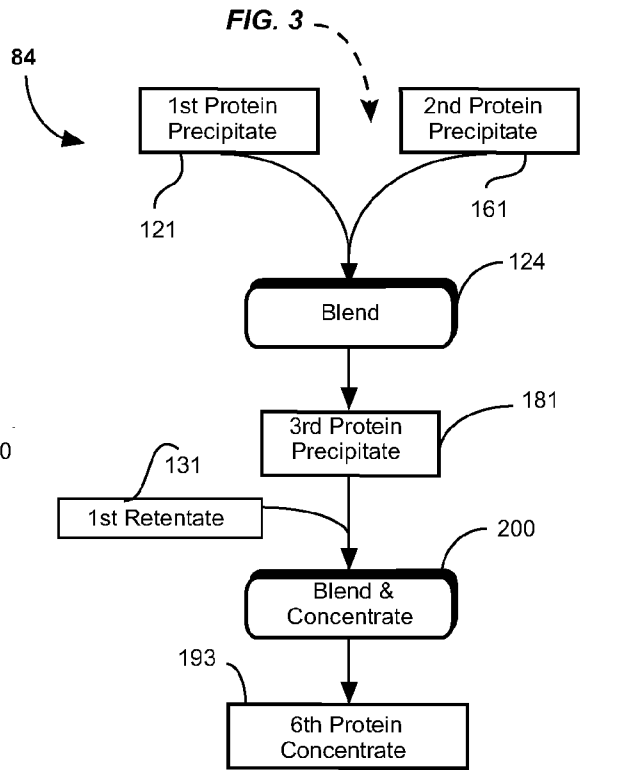 FIG. 3
84
1st Protein
Precipitate
2nd Protein
Precipitate
121
161
124
Blend
181
3rd Protein
Precipitate
0
131
1st Retentate
200
Blend &
Concentrate
193
6th Protein
Concentrate